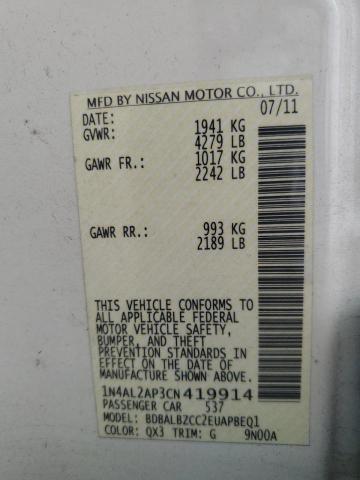 MFD BY NISSAN MOTOR CO., LTD.
DATE: 07/11
GVWR: 1941 KG
4279 LB
GAWR FR.: 1017 KG
2242 LB
GAWR RR.: 993 KG
2189 LB
THIS VEHICLE CONFORMS TO
ALL APPLICABLE FEDERAL
MOTOR VEHICLE SAFETY,
BUMPER, AND THEFT
PREVENTION STANDARDS IN
EFFECT ON THE DATE OF
MANUFACTURE SHOWN ABOVE.
1N4AL2AP3CN419914
PASSENGER CAR 537
MODEL: BDBALBZCC2EUAPBEQ1
COLOR: QX3 TRIM: G 9N00A